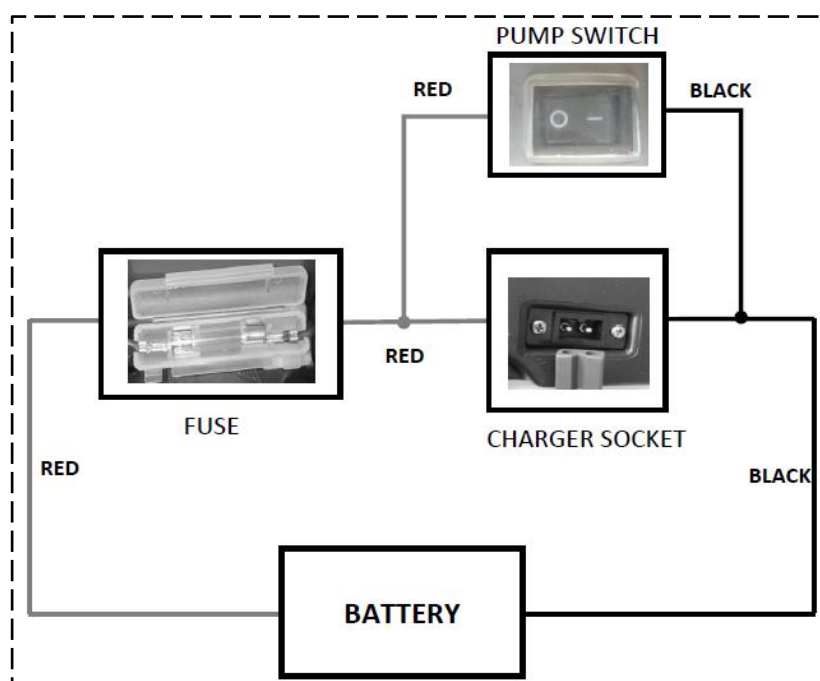 PUMP SWITCH
RED
BLACK
RED
FUSE
CHARGER SOCKET
RED
BLACK
BATTERY